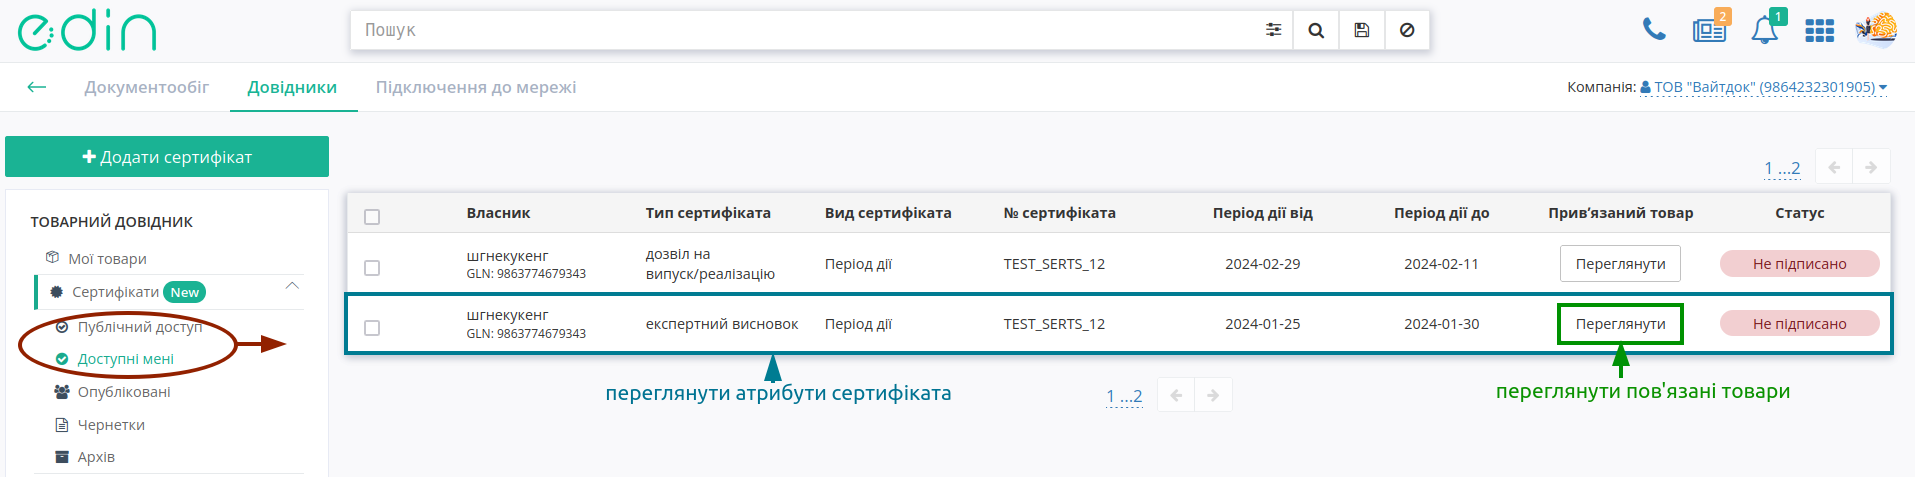 edin
Пошук
2
1
Документообіг
Довідники
Підключення до мережі
Компанія: ТОВ "Вайтдок" (9864232301905)
Додати сертифікат
1 ...2
ТОВАРНИЙ ДОВІДНИК
Мої товари
Сертифікати New
Публічний доступ
Доступні мені
Опубліковані
Чернетки
Архів
Власник Тип сертифіката Вид сертифіката № сертифіката Період дії від Період дії до Прив’язаний товар Статус
шгнекукенг
GLN: 9863774679343
дозвіл на
випуск/реалізацію
Період дії
TEST_SERTS_12
2024-02-29
2024-02-11
Переглянути
Не підписано
шгнекукенг
GLN: 9863774679343
експертний висновок
Період дії
TEST_SERTS_12
2024-01-25
2024-01-30
Переглянути
Не підписано
переглянути атрибути сертифіката
1 ...2
переглянути пов'язані товари